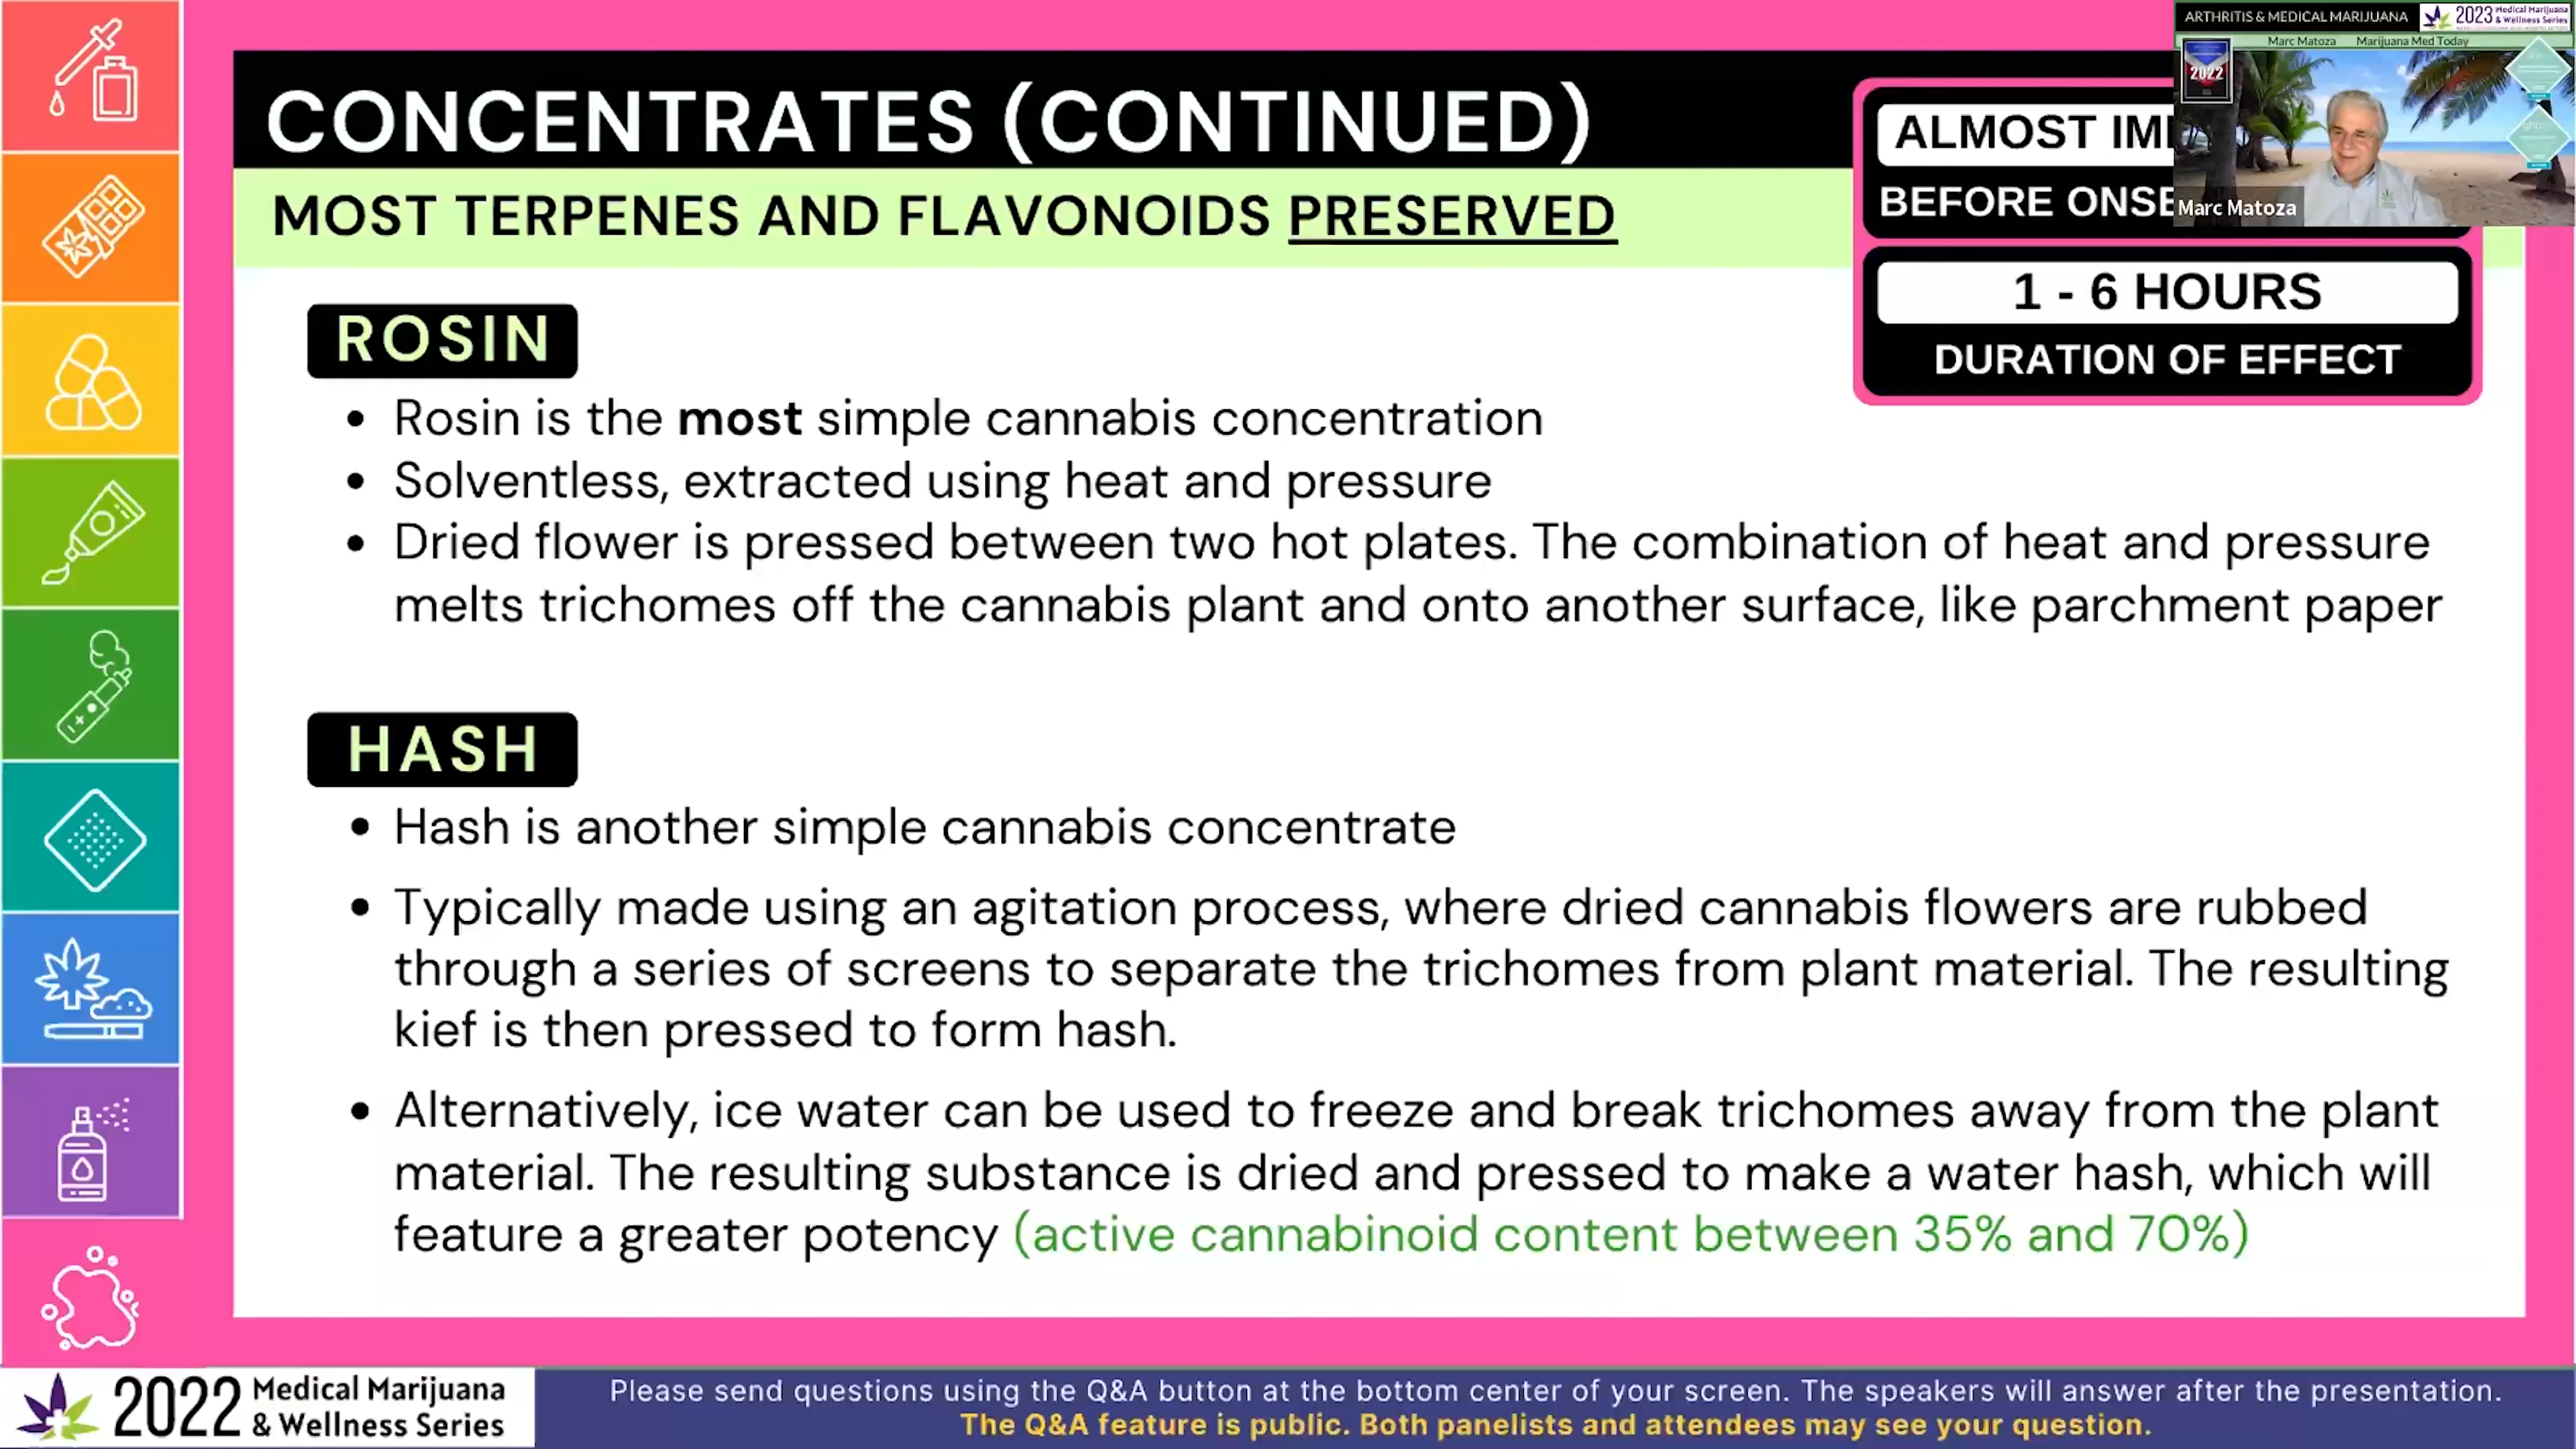 ARTHRITIS & MEDICAL MARIJUANA
2023 Medical Marijuana
& Wellness Series
Marc Matoza Marijuana Med Today
2022
CONCENTRATES (CONTINUED)
MOST TERPENES AND FLAVONOIDS PRESERVED
ALMOST IM
BEFORE ONSE
Marc Matoza
1 - 6 HOURS
DURATION OF EFFECT
ROSIN
• Rosin is the most simple cannabis concentration
• Solventless, extracted using heat and pressure
• Dried flower is pressed between two hot plates. The combination of heat and pressure
melts trichomes off the cannabis plant and onto another surface, like parchment paper
HASH
• Hash is another simple cannabis concentrate
• Typically made using an agitation process, where dried cannabis flowers are rubbed
through a series of screens to separate the trichomes from plant material. The resulting
kief is then pressed to form hash.
• Alternatively, ice water can be used to freeze and break trichomes away from the plant
material. The resulting substance is dried and pressed to make a water hash, which will
feature a greater potency (active cannabinoid content between 35% and 70%)
2022 Medical Marijuana
& Wellness Series
Please send questions using the Q&A button at the bottom center of your screen. The speakers will answer after the presentation.
The Q&A feature is public. Both panelists and attendees may see your question.